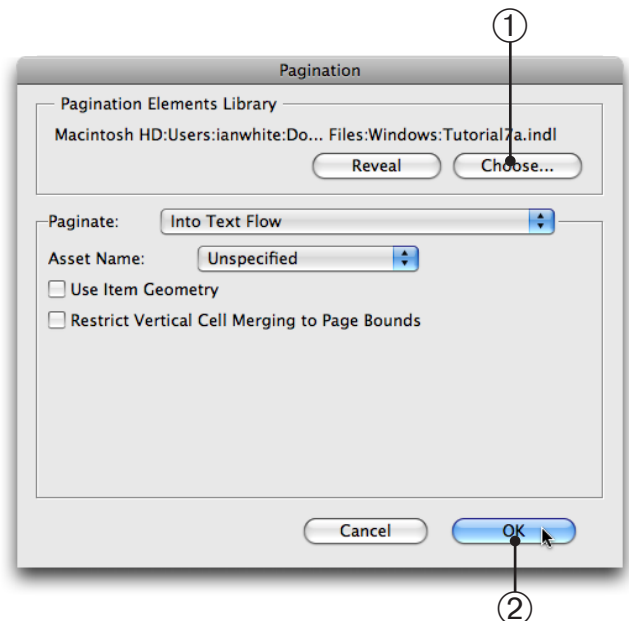 ①
Pagination
Pagination Elements Library
Macintosh HD:Users:ianwhite:Do... Files:Windows:Tutorial7a.indl
Reveal Choose...
Paginate: Into Text Flow
Asset Name: Unspecified
Use Item Geometry
Restrict Vertical Cell Merging to Page Bounds
Cancel OK
②